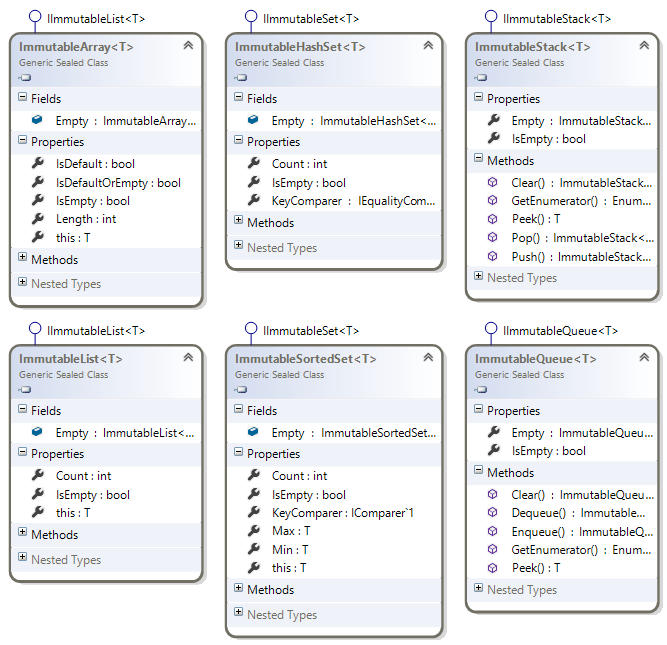 IImmutableList<T>
ImmutableArray<T>
Generic Sealed Class
Fields
Empty : ImmutableArray...
Properties
IsDefault : bool
IsDefaultOrEmpty : bool
IsEmpty : bool
Length : int
this : T
Methods
Nested Types
IImmutableSet<T>
ImmutableHashSet<T>
Generic Sealed Class
Fields
Empty : ImmutableHashSet<...
Properties
Count : int
IsEmpty : bool
KeyComparer : IEqualityCom...
Methods
Nested Types
IImmutableStack<T>
ImmutableStack<T>
Generic Sealed Class
Properties
Empty : ImmutableStack...
IsEmpty : bool
Methods
Clear() : ImmutableStack...
GetEnumerator() : Enum...
Peek() : T
Pop() : ImmutableStack<...
Push() : ImmutableStack...
Nested Types
IImmutableList<T>
ImmutableList<T>
Generic Sealed Class
Fields
Empty : ImmutableList<...
Properties
Count : int
IsEmpty : bool
this : T
Methods
Nested Types
IImmutableSet<T>
ImmutableSortedSet<T>
Generic Sealed Class
Fields
Empty : ImmutableSortedSet...
Properties
Count : int
IsEmpty : bool
KeyComparer : IComparer`1
Max : T
Min : T
this : T
Methods
Nested Types
IImmutableQueue<T>
ImmutableQueue<T>
Generic Sealed Class
Properties
Empty : ImmutableQueu...
IsEmpty : bool
Methods
Clear() : ImmutableQueu...
Dequeue() : Immutable...
Enqueue() : ImmutableQ...
GetEnumerator() : Enum...
Peek() : T
Nested Types